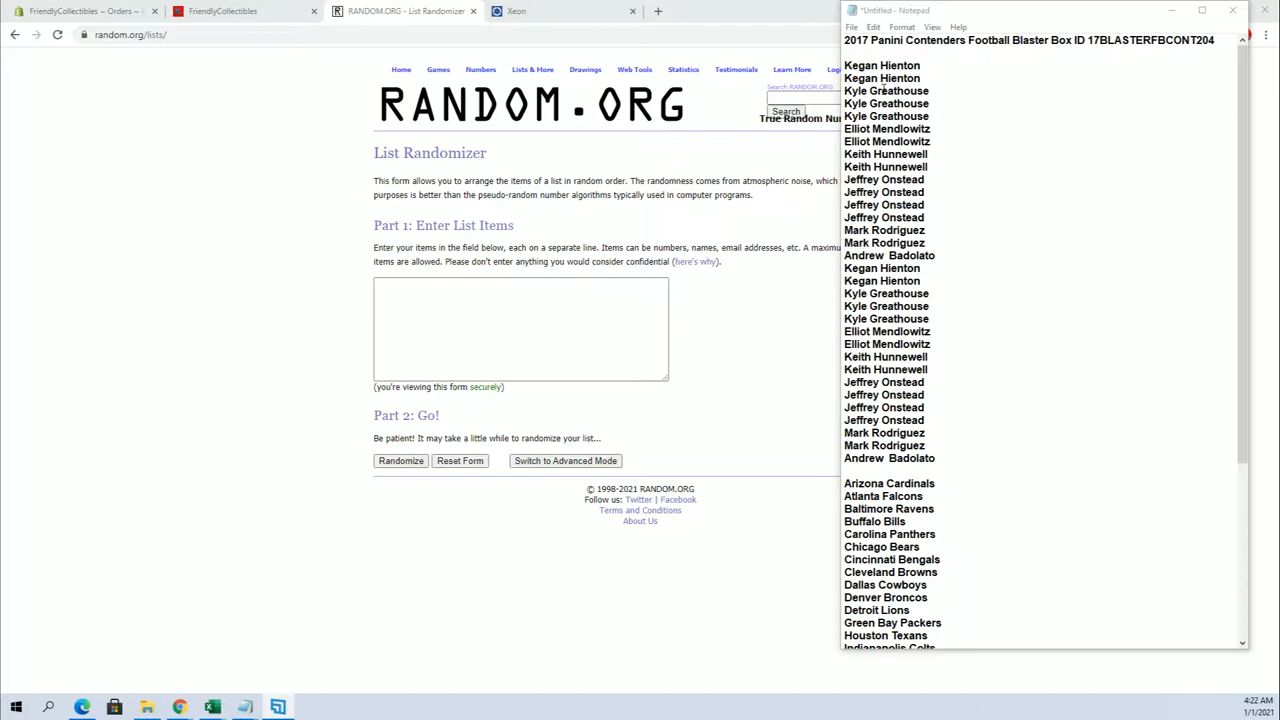 FriendlyCollectibles ~ Orders ~
FriendlyCollectibles
RANDOM.ORG - List Randomizer
Xeon
random.org/lists/
Home Games Numbers Lists & More Drawings Web Tools Statistics Testimonials Learn More
Search RANDOM.ORG
RANDOM.ORG
Search
True Random Nu
List Randomizer
This form allows you to arrange the items of a list in random order. The randomness comes from atmospheric noise, which
purposes is better than the pseudo-random number algorithms typically used in computer programs.
Part 1: Enter List Items
Enter your items in the field below, each on a separate line. Items can be numbers, names, email addresses, etc. A maximu
items are allowed. Please don't enter anything you would consider confidential (here's why).
(you're viewing this form securely)
Part 2: Go!
Be patient! It may take a little while to randomize your list...
Randomize Reset Form Switch to Advanced Mode
© 1998-2021 RANDOM.ORG
Follow us: Twitter | Facebook
Terms and Conditions
About Us
*Untitled - Notepad
File Edit Format View Help
2017 Panini Contenders Football Blaster Box ID 17BLASTERFBCONT204
Kegan Hienton
Kegan Hienton
Kyle Greathouse
Kyle Greathouse
Kyle Greathouse
Elliot Mendlowitz
Elliot Mendlowitz
Keith Hunnewell
Keith Hunnewell
Jeffrey Onstead
Jeffrey Onstead
Jeffrey Onstead
Jeffrey Onstead
Mark Rodriguez
Mark Rodriguez
Andrew  Badolato
Kegan Hienton
Kegan Hienton
Kyle Greathouse
Kyle Greathouse
Kyle Greathouse
Elliot Mendlowitz
Elliot Mendlowitz
Keith Hunnewell
Keith Hunnewell
Jeffrey Onstead
Jeffrey Onstead
Jeffrey Onstead
Jeffrey Onstead
Mark Rodriguez
Mark Rodriguez
Andrew  Badolato
Arizona Cardinals
Atlanta Falcons
Baltimore Ravens
Buffalo Bills
Carolina Panthers
Chicago Bears
Cincinnati Bengals
Cleveland Browns
Dallas Cowboys
Denver Broncos
Detroit Lions
Green Bay Packers
Houston Texans
Indianapolis Colts
4:22 AM
1/1/2021